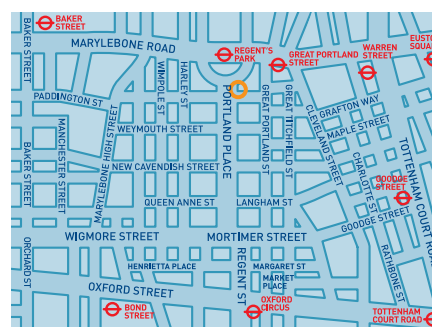 BAKER
STREET
BAKER STREET
MARYLEBONE ROAD
REGENT'S
PARK
GREAT PORTLAND
STREET
WARREN
STREET
EUSTO
SQUAR
PADDINGTON ST
WIMPOLE ST
HARLEY ST
PORTLAND PLACE
GREAT PORTLAND ST
GREAT TITCHFIELD ST
CLEVELAND STREET
GRAFTON WAY
MAPLE STREET
WEYMOUTH STREET
MANCHESTER STREET
MARYLEBONE HIGH STREET
BAKER STREET
NEW CAVENDISH STREET
CHARLOTTE ST
GOODGE
STREET
TOTTENHAM COURT ROAD
GOODGE STREET
QUEEN ANNE ST
LANGHAM ST
WIGMORE STREET
MORTIMER STREET
ORCHARD ST
HENRIETTA PLACE
REGENT ST
MARGARET ST
MARKET
PLACE
RATHBONE ST
OXFORD STREET
BOND
STREET
OXFORD
CIRCUS
TOTTENHAM
COURT ROAD